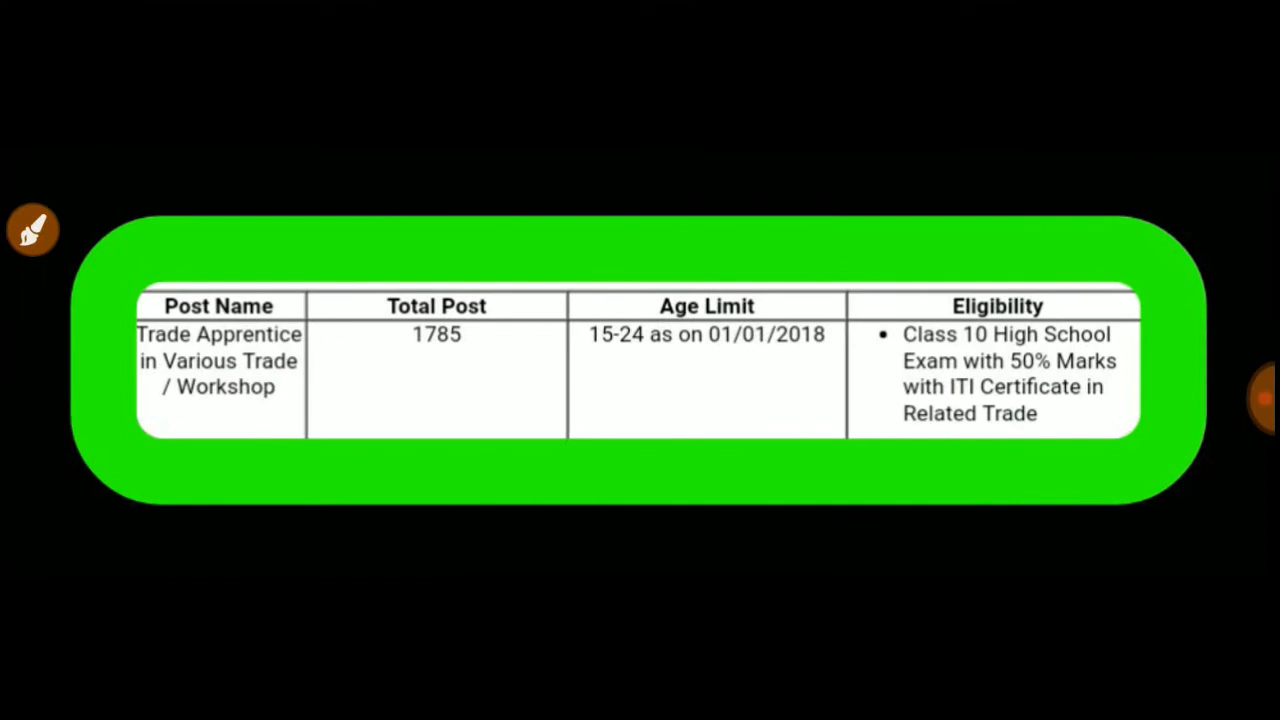 Post Name
Total Post
Age Limit
Eligibility
Trade Apprentice
in Various Trade
/ Workshop
1785
15-24 as on 01/01/2018
• Class 10 High School
Exam with 50% Marks
with ITI Certificate in
Related Trade